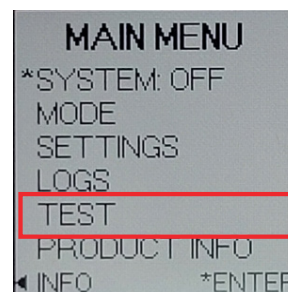 MAIN MENU
*SYSTEM: OFF
MODE
SETTINGS
LOGS
TEST
PRODUCT INFO
◀ INFO *ENTER